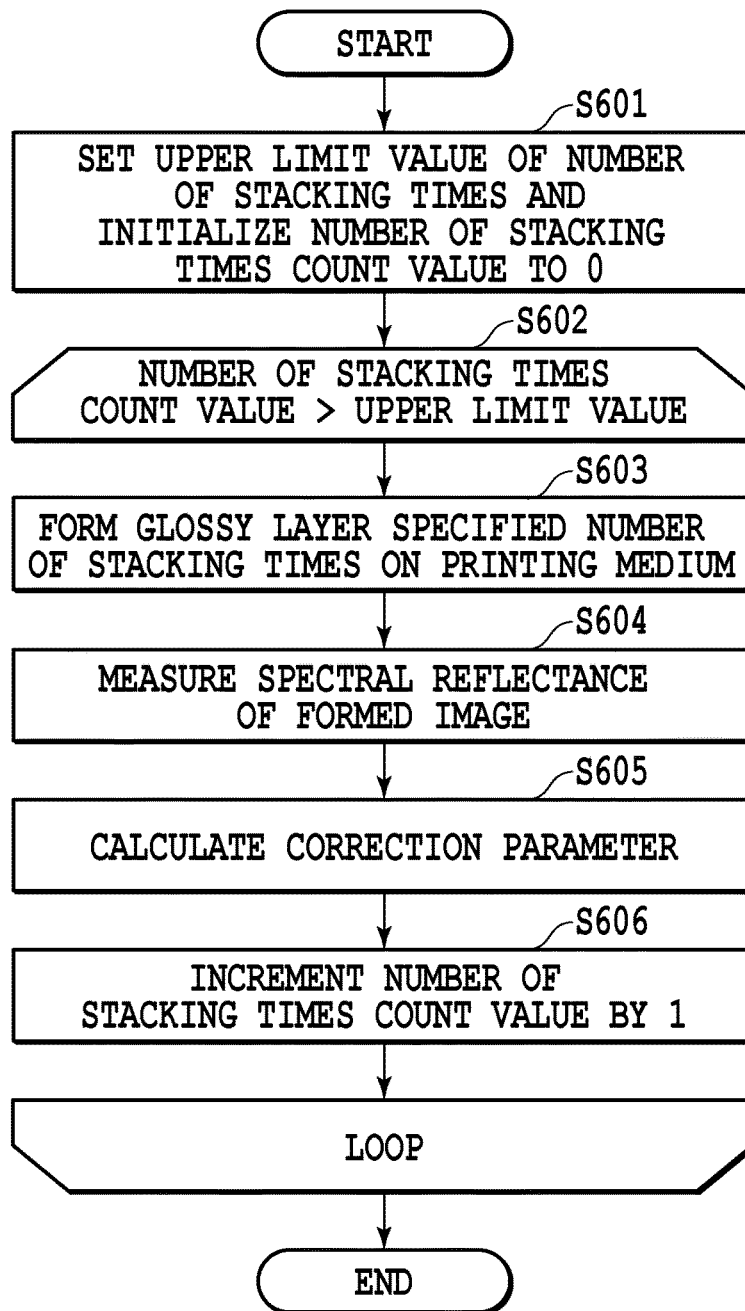 START
S601
SET UPPER LIMIT VALUE OF NUMBER
OF STACKING TIMES AND
INITIALIZE NUMBER OF STACKING
TIMES COUNT VALUE TO 0
S602
NUMBER OF STACKING TIMES
COUNT VALUE > UPPER LIMIT VALUE
S603
FORM GLOSSY LAYER SPECIFIED NUMBER
OF STACKING TIMES ON PRINTING MEDIUM
S604
MEASURE SPECTRAL REFLECTANCE
OF FORMED IMAGE
S605
CALCULATE CORRECTION PARAMETER
S606
INCREMENT NUMBER OF
STACKING TIMES COUNT VALUE BY 1
LOOP
END